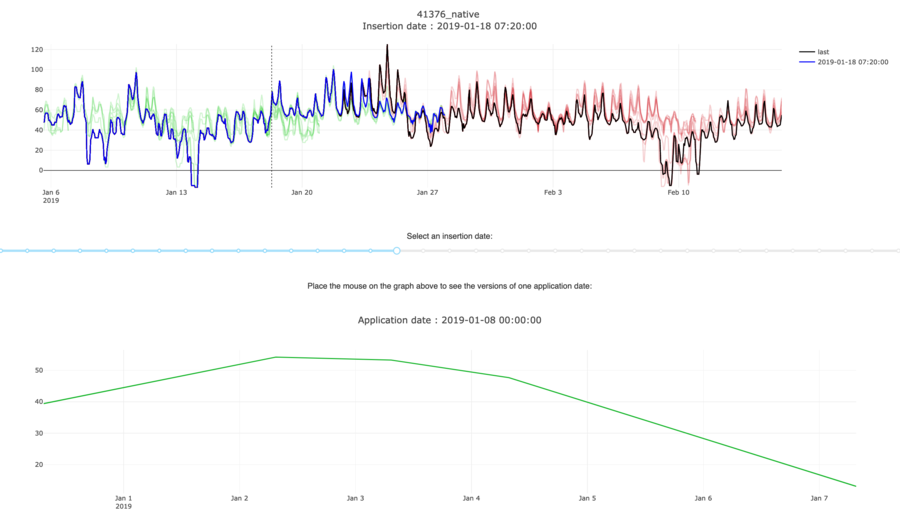 41376_native
Insertion date : 2019-01-18 07:20:00
120
100
80
60
40
20
0
Jan 6
2019
Jan 13
Jan 20
Jan 27
Feb 3
Feb 10
last
2019-01-18 07:20:00
Select an insertion date:
Place the mouse on the graph above to see the versions of one application date:
Application date : 2019-01-08 00:00:00
50
40
30
20
Jan 1
2019
Jan 2
Jan 3
Jan 4
Jan 5
Jan 6
Jan 7